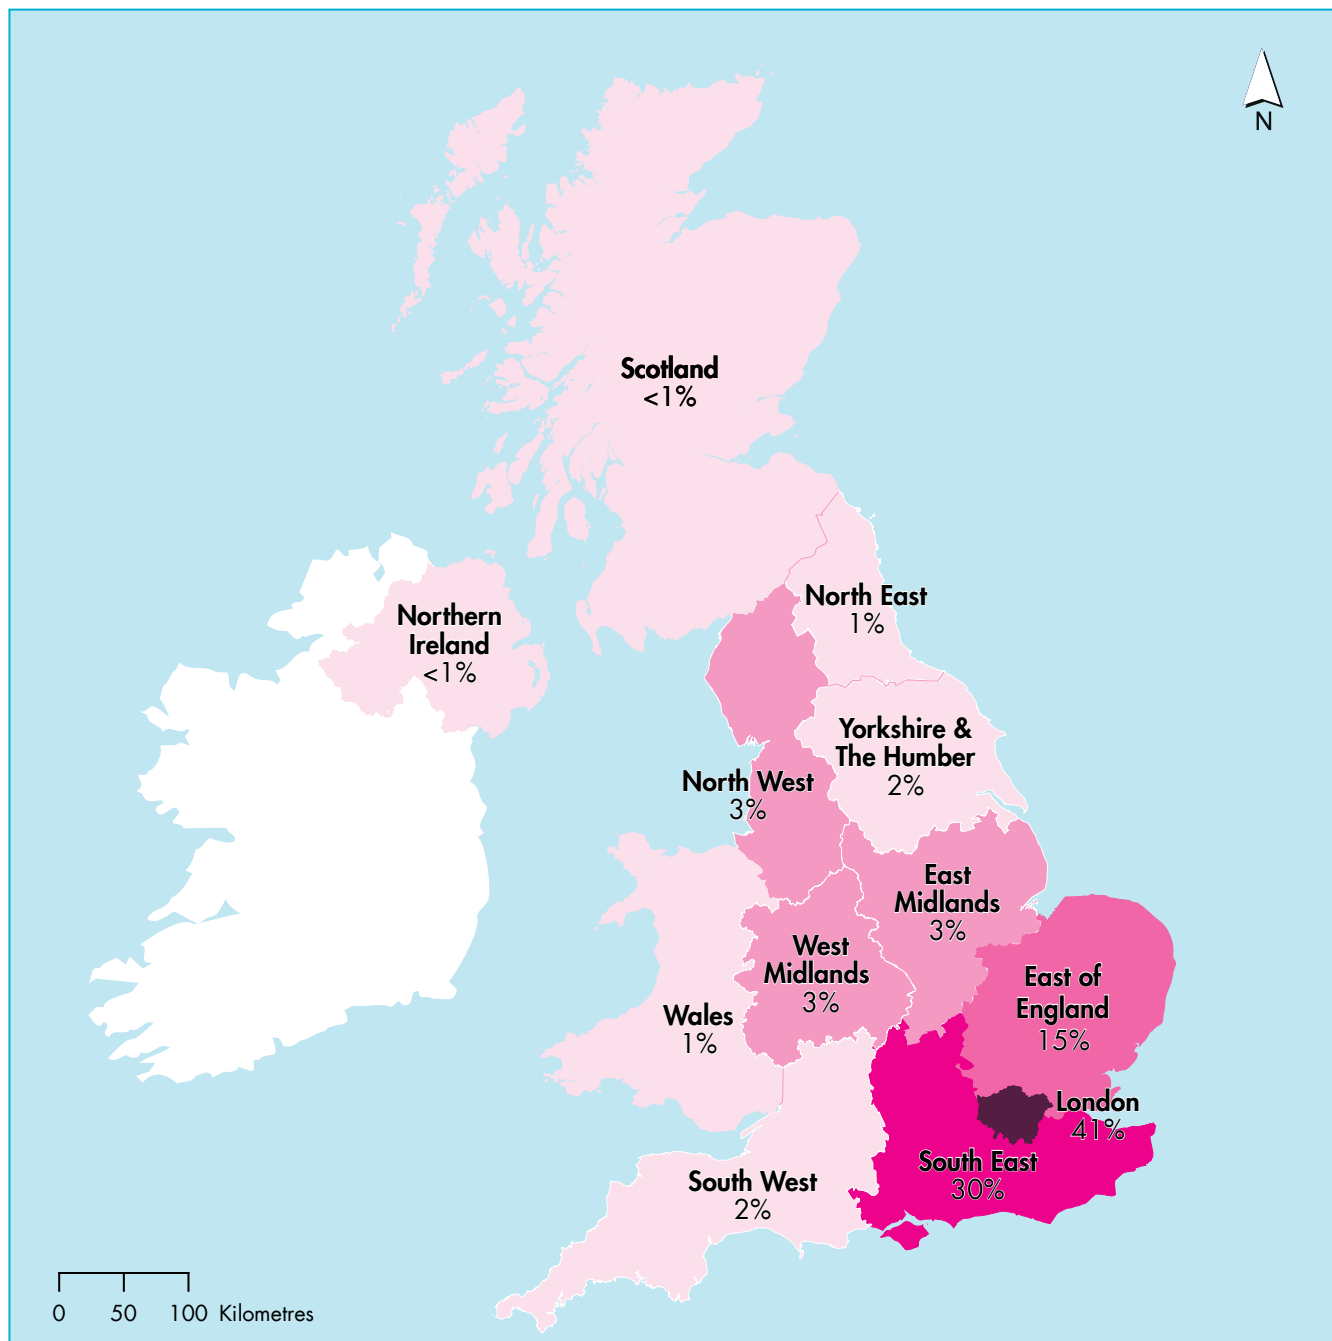 N
Scotland
<1%
North East
1%
Northern
Ireland
<1%
Yorkshire &
The Humber
2%
North West
3%
East
Midlands
3%
West
Midlands
3%
East of
England
15%
Wales
1%
London
41%
South East
30%
South West
2%
0 50 100 Kilometres